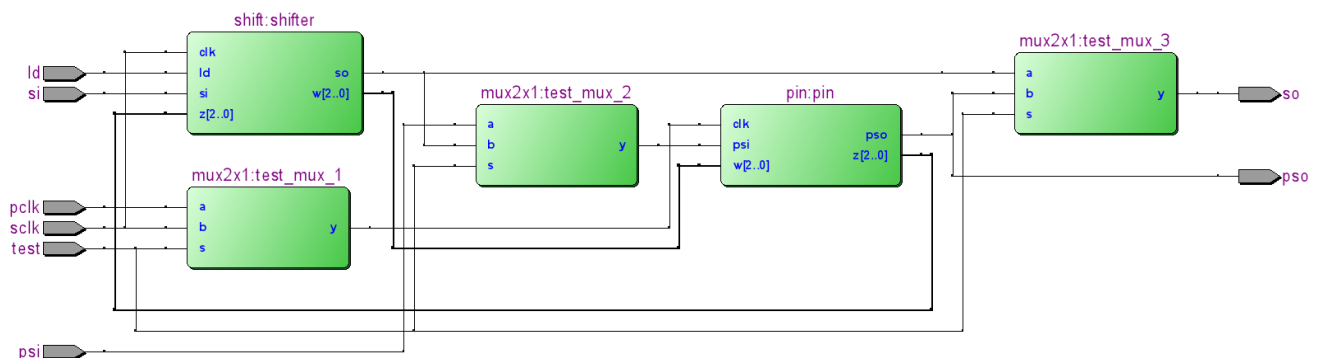 shift:shifter
clk
ld
si
z[2..0]
so
w[2..0]
ld
si
mux2x1:test_mux_1
a
b
s
y
pclk
sclk
test
psi
mux2x1:test_mux_2
a
b
s
y
pin:pin
clk
psi
w[2..0]
pso
z[2..0]
mux2x1:test_mux_3
a
b
s
y
so
pso